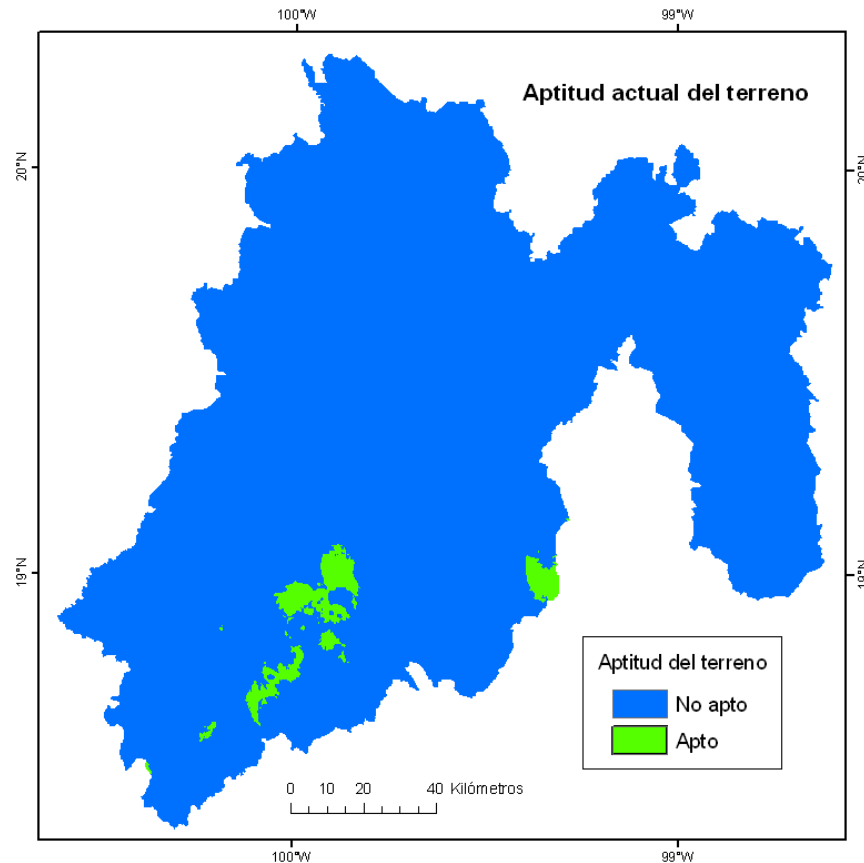 100°W 99°W
Aptitud actual del terreno
20°N 20°N
19°N 19°N
Aptitud del terreno
No apto
Apto
0 10 20 40 Kilómetros
100°W 99°W